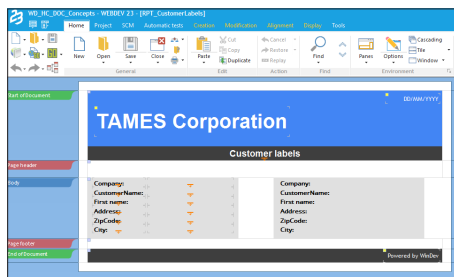 WD_HC_DOC_Concepts - WEBDEV 23 - [RPT_CustomerLabels]
Home Project SCM Automatic tests Creation Modification Alignment Display Tools
New Open Save Close Paste Cut Copy Duplicate Cancel Restore Replay Find Panes Options Cascading Tile Window
General Edit Action Find Environment
Start of Document
DD/MM/YYYY
TAMES Corporation
Customer labels
Page header
Body
Company: Company:
CustomerName: CustomerName:
First name: First name:
Address: Address:
ZipCode: ZipCode:
City: City:
Page footer
End of Document
Powered by WinDev